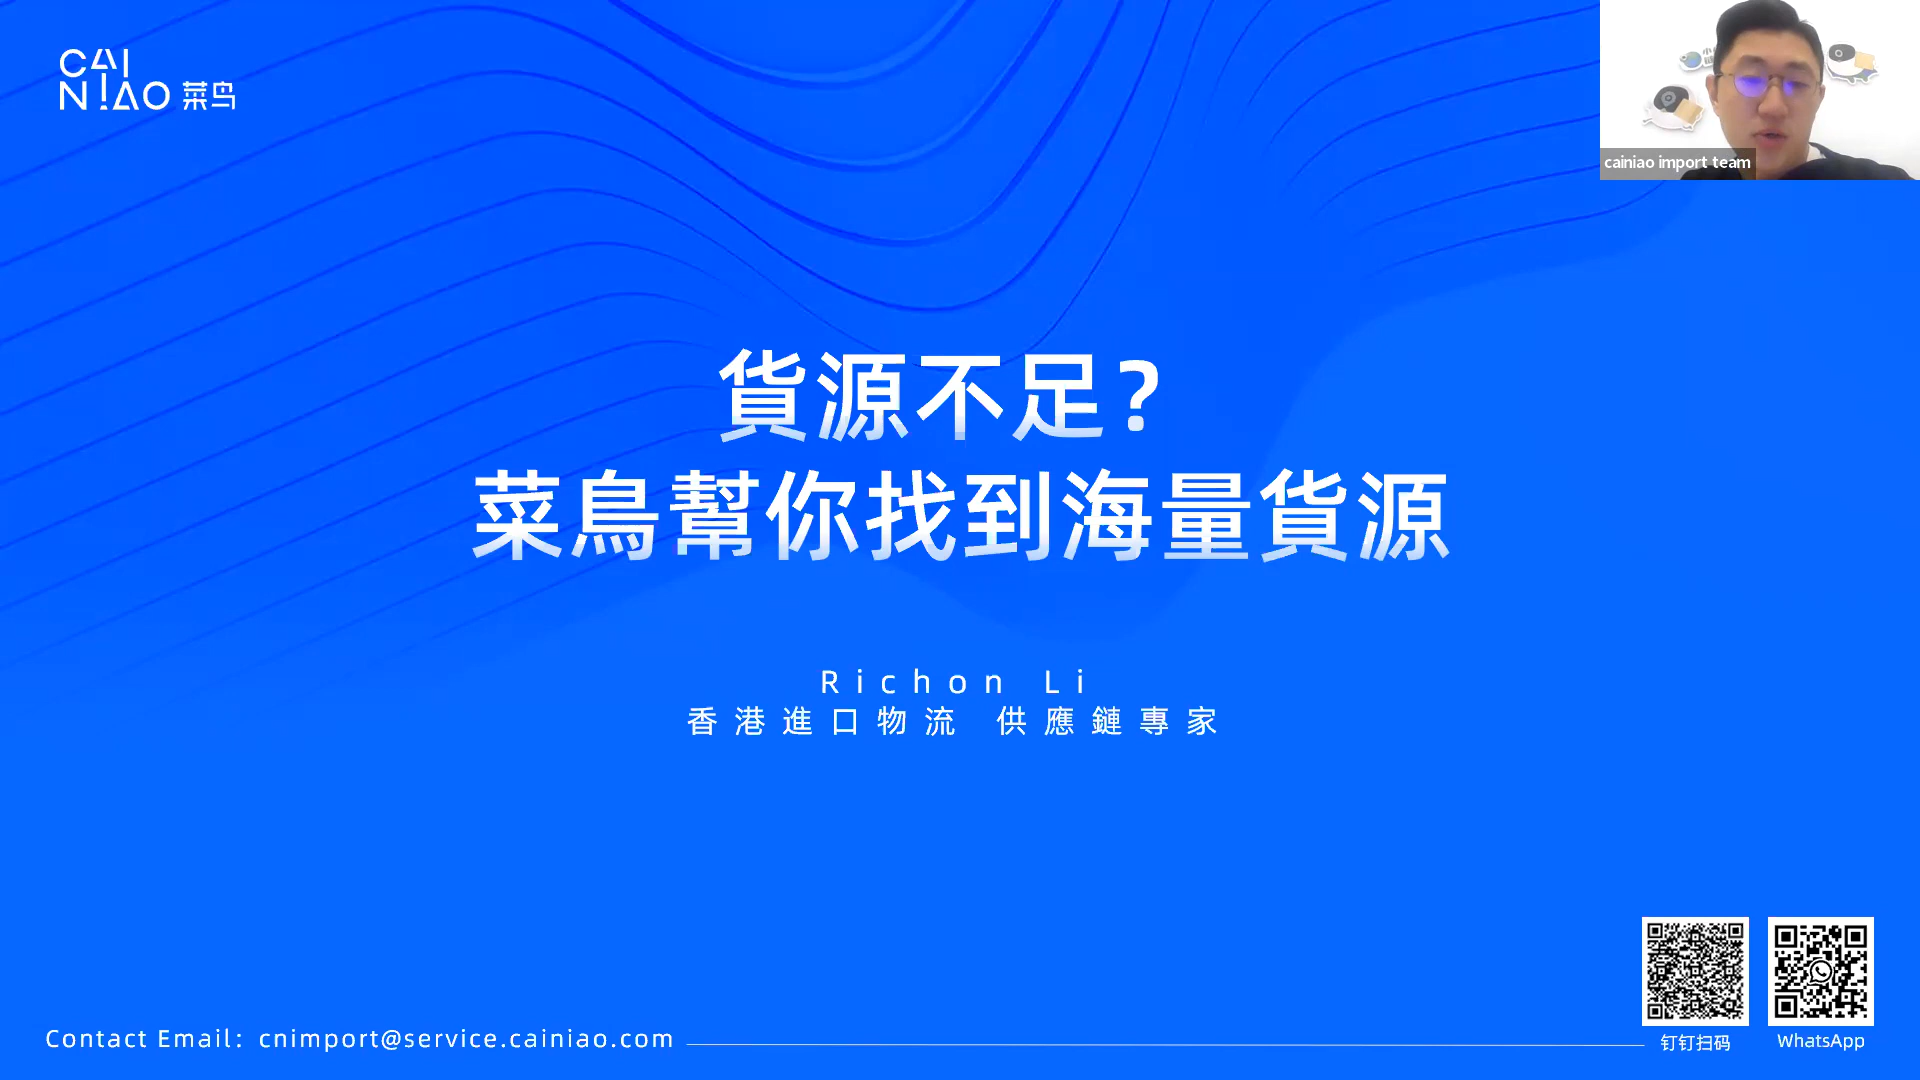 CAI
NIAO 菜鸟
cainiao import team
貨源不足?
菜鳥幫你找到海量貨源
Richon Li
香港進口物流 供應鏈專家
Contact Email: cnimport@service.cainiao.com
钉钉扫码
WhatsApp